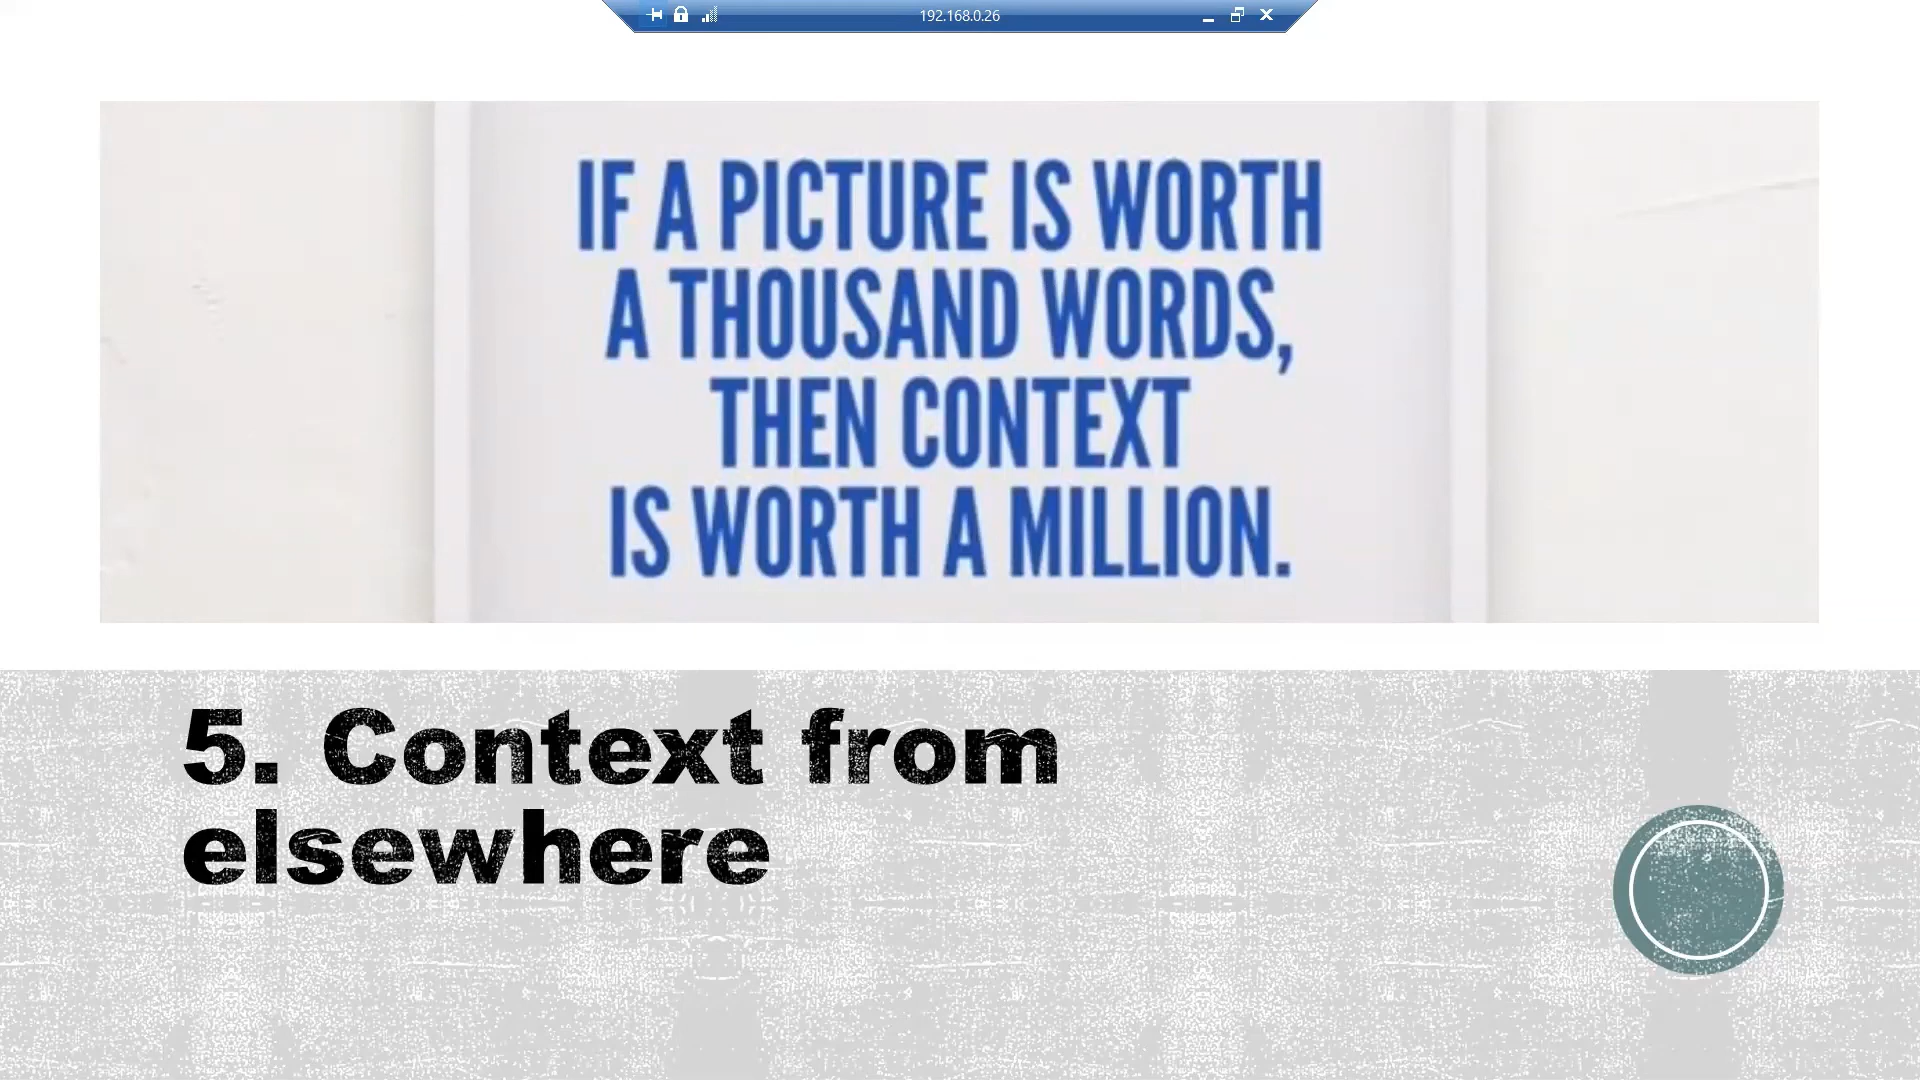 192.168.0.26
IF A PICTURE IS WORTH
A THOUSAND WORDS,
THEN CONTEXT
IS WORTH A MILLION.
5. Context from
elsewhere